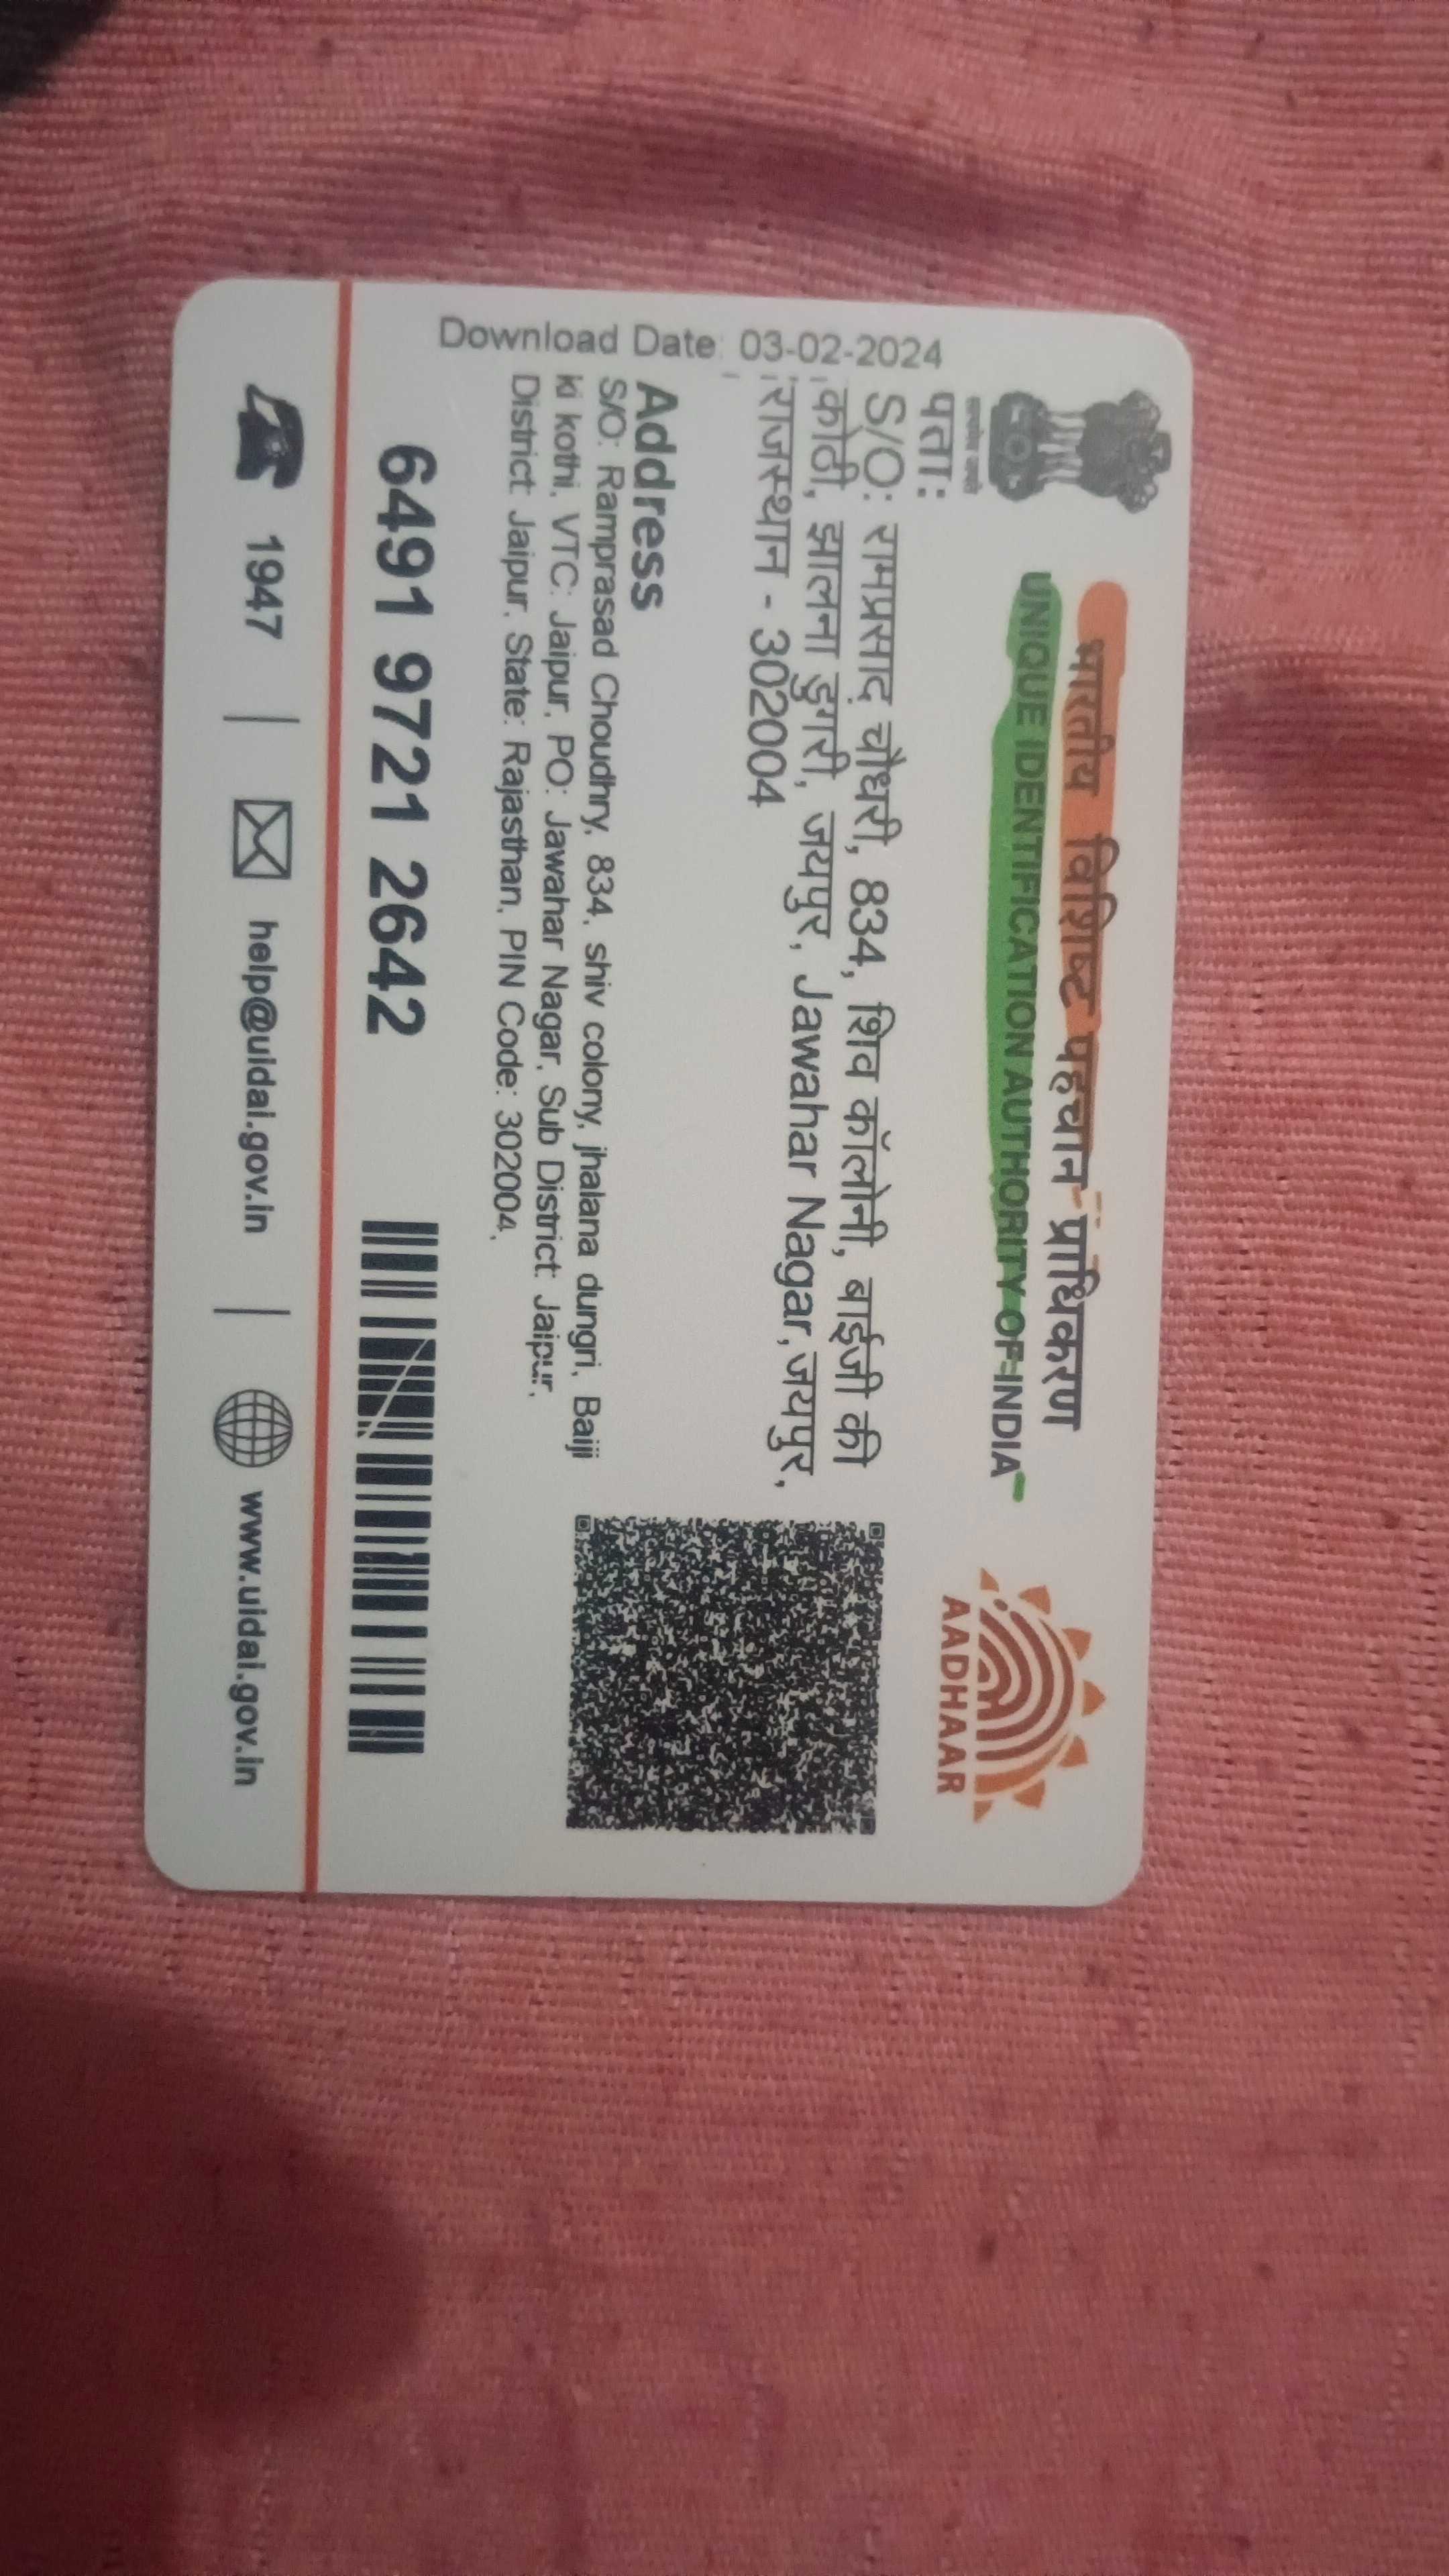 भारतीय विशिष्ट पहचान प्राधिकरण
UNIQUE IDENTIFICATION AUTHORITY OF INDIA
AADHAAR
पता:
S/O: रामप्रसाद चौधरी, 834, शिव कॉलोनी, बाईजी की
कोठी, झालना डुगरी, जयपुर, Jawahar Nagar,जयपुर,
राजस्थान - 302004
Address
S/O: Ramprasad Choudhry, 834, shiv colony, jhalana dungri, Baiji
ki kothi, VTC: Jaipur, PO: Jawahar Nagar, Sub District: Jaipur,
District: Jaipur, State: Rajasthan, PIN Code: 302004,
Download Date: 03-02-2024
6491 9721 2642
1947 | help@uidai.gov.in | www.uidai.gov.in